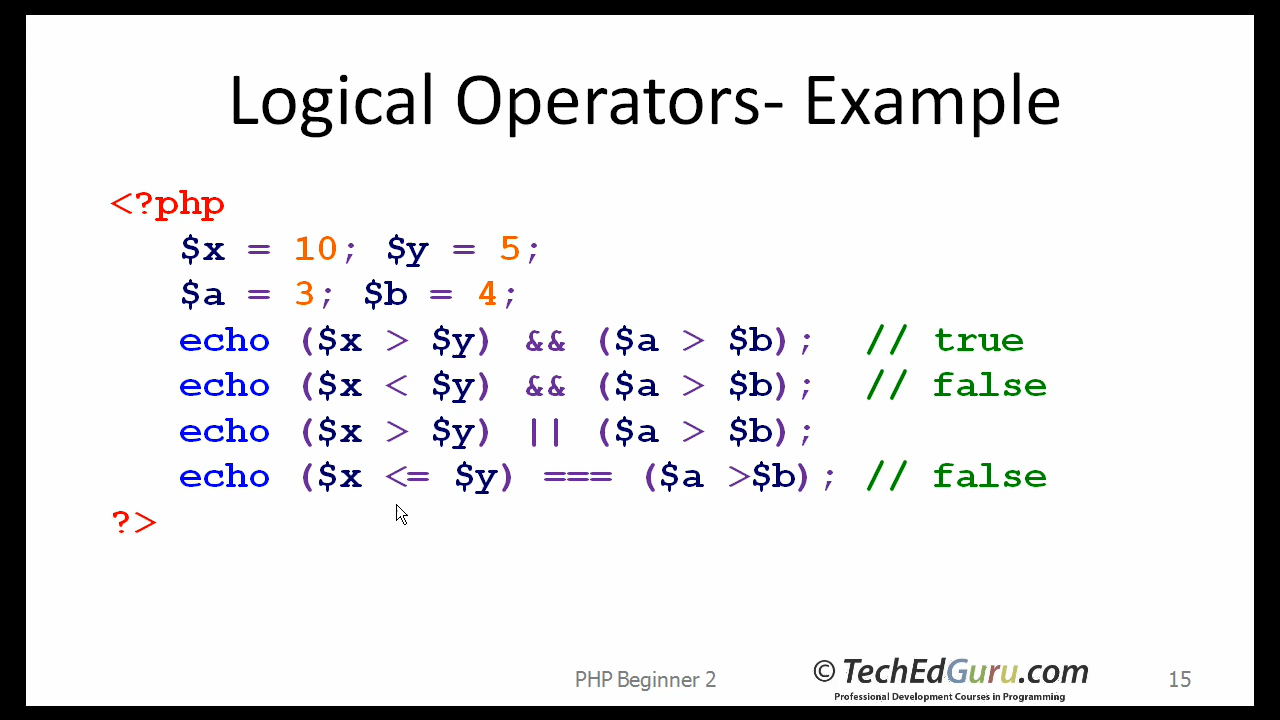 Logical Operators- Example
<?php
$x = 10; $y = 5;
$a = 3; $b = 4;
echo ($x > $y) && ($a > $b); // true
echo ($x < $y) && ($a > $b); // false
echo ($x > $y) || ($a > $b);
echo ($x <= $y) === ($a >$b); // false
?>
PHP Beginner 2
© TechEdGuru.com
Professional Development Courses in Programming
15